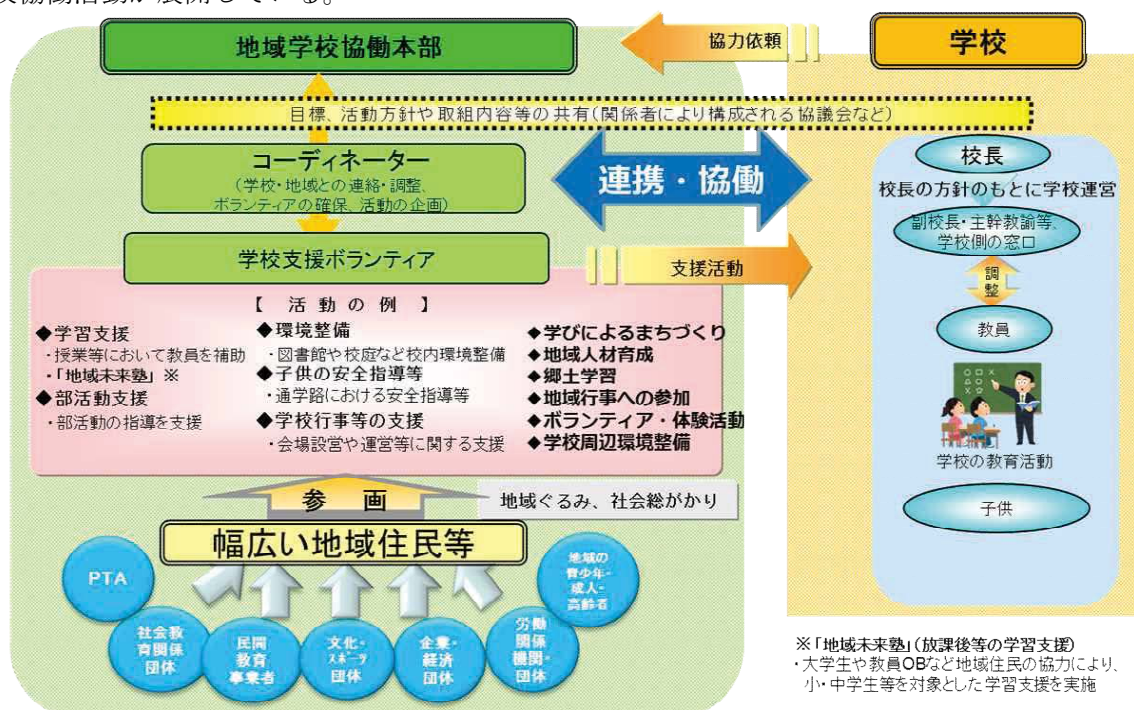 校協働活動が展開している。
地域学校協働本部
協力依頼
学校
目標、活動方針や取組内容等の共有(関係者により構成される協議会など)
コーディネーター
(学校・地域との連絡・調整、
ボランティアの確保、活動の企画)
連携・協働
校長
校長の方針のもとに学校運営
副校長・主幹教諭等、
学校側の窓口
調
整
教員
学校の教育活動
子供
学校支援ボランティア
支援活動
【 活動の例 】
◆学習支援
・授業等において教員を補助
・「地域未来塾」※
◆部活動支援
・部活動の指導を支援
◆環境整備
・図書館や校庭など校内環境整備
◆子供の安全指導等
・通学路における安全指導等
◆学校行事等の支援
・会場設営や運営等に関する支援
◆学びによるまちづくり
◆地域人材育成
◆郷土学習
◆地域行事への参加
◆ボランティア・体験活動
◆学校周辺環境整備
参 画
地域ぐるみ、社会総がかり
幅広い地域住民等
PTA
社会教
育関係
団体
民間
教育
事業者
文化・
スポーツ
団体
企業・
経済
団体
労働
関係
機関・
団体
地域の
青少年・
成人・
高齢者
※「地域未来塾」(放課後等の学習支援)
・大学生や教員OBなど地域住民の協力により、
小・中学生等を対象とした学習支援を実施